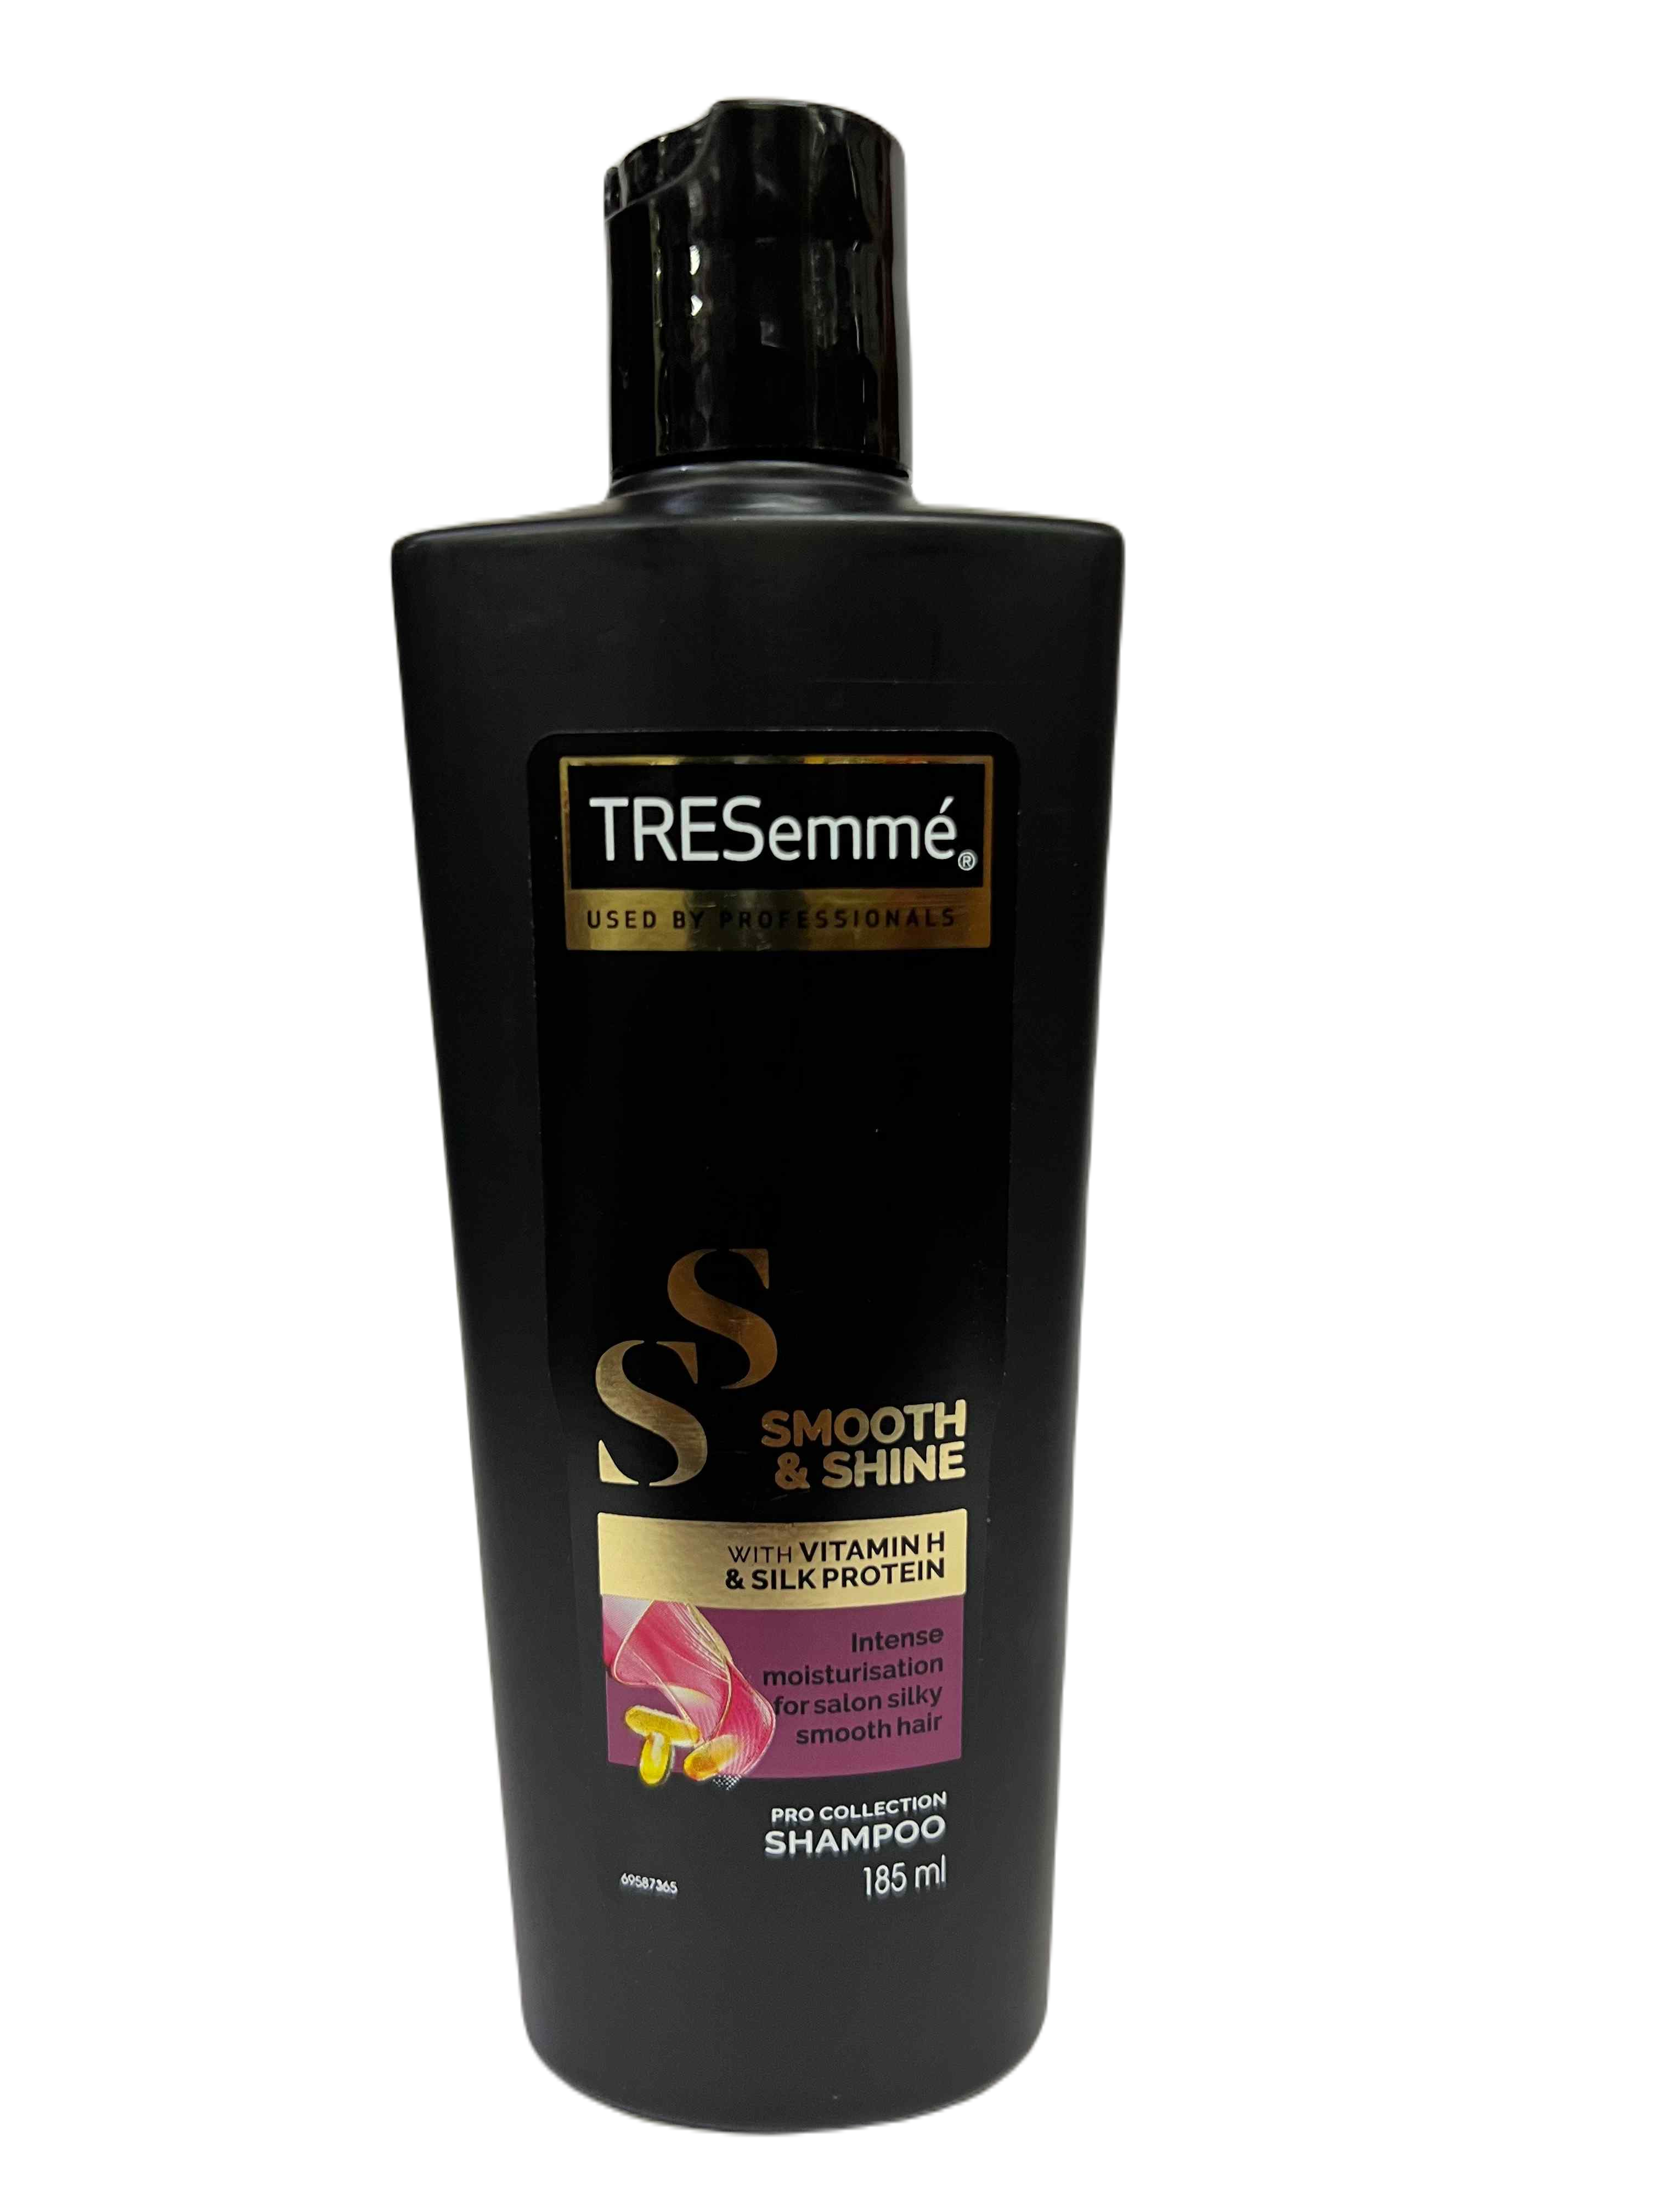 TRESemmé®
USED BY PROFESSIONALS
SS
SMOOTH
& SHINE
WITH VITAMIN H
& SILK PROTEIN
Intense
moisturisation
for salon silky
smooth hair
PRO COLLECTION
SHAMPOO
185 ml
69587365